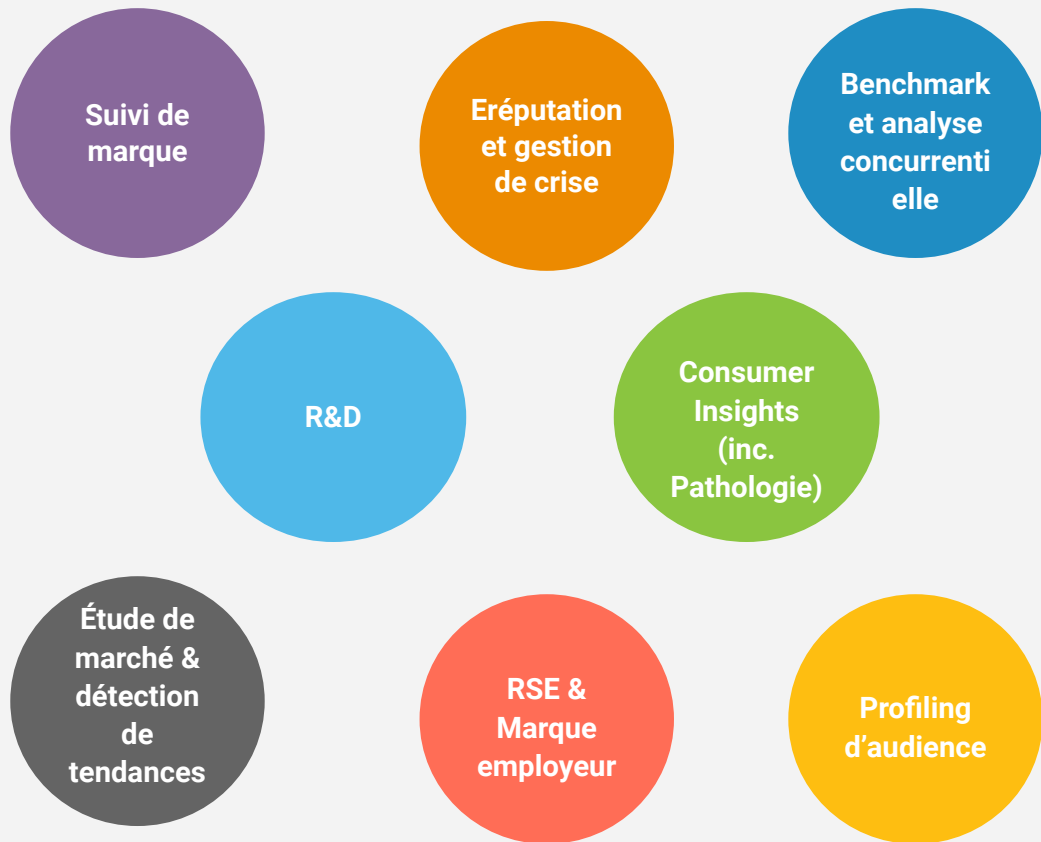 Suivi de
marque
Eréputation
et gestion
de crise
Benchmark
et analyse
concurrenti
elle
R&D
Consumer
Insights
(inc.
Pathologie)
Étude de
marché &
détection
de
tendances
RSE &
Marque
employeur
Profiling
d’audience